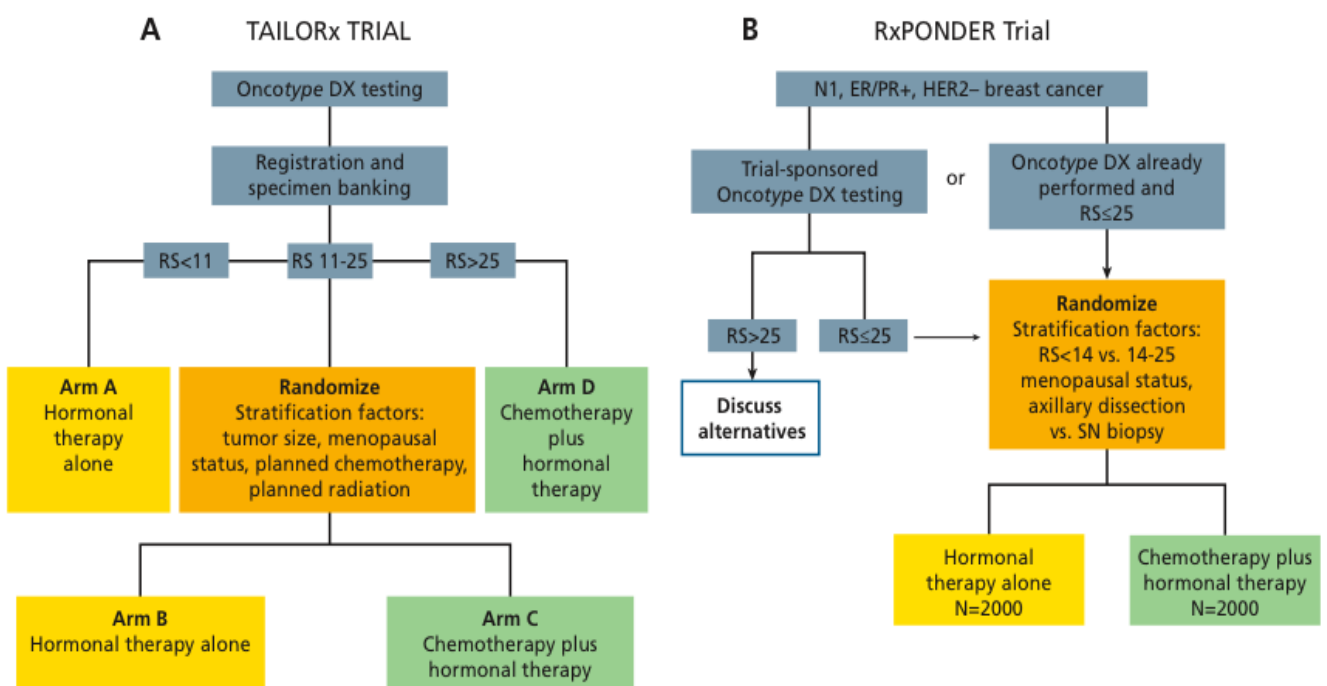 A
TAILORx TRIAL
Oncotype DX testing
Registration and
specimen banking
RS<11
RS 11-25
RS>25
Arm A
Hormonal
therapy
alone
Randomize
Stratification factors:
tumor size, menopausal
status, planned chemotherapy,
planned radiation
Arm D
Chemotherapy
plus
hormonal
therapy
Arm B
Hormonal therapy alone
Arm C
Chemotherapy plus
hormonal therapy
B
RxPONDER Trial
N1, ER/PR+, HER2– breast cancer
Trial-sponsored
Oncotype DX testing
or
Oncotype DX already
performed and
RS≤25
RS>25
RS≤25
Discuss
alternatives
Randomize
Stratification factors:
RS<14 vs. 14-25
menopausal status,
axillary dissection
vs. SN biopsy
Hormonal
therapy alone
N=2000
Chemotherapy plus
hormonal therapy
N=2000